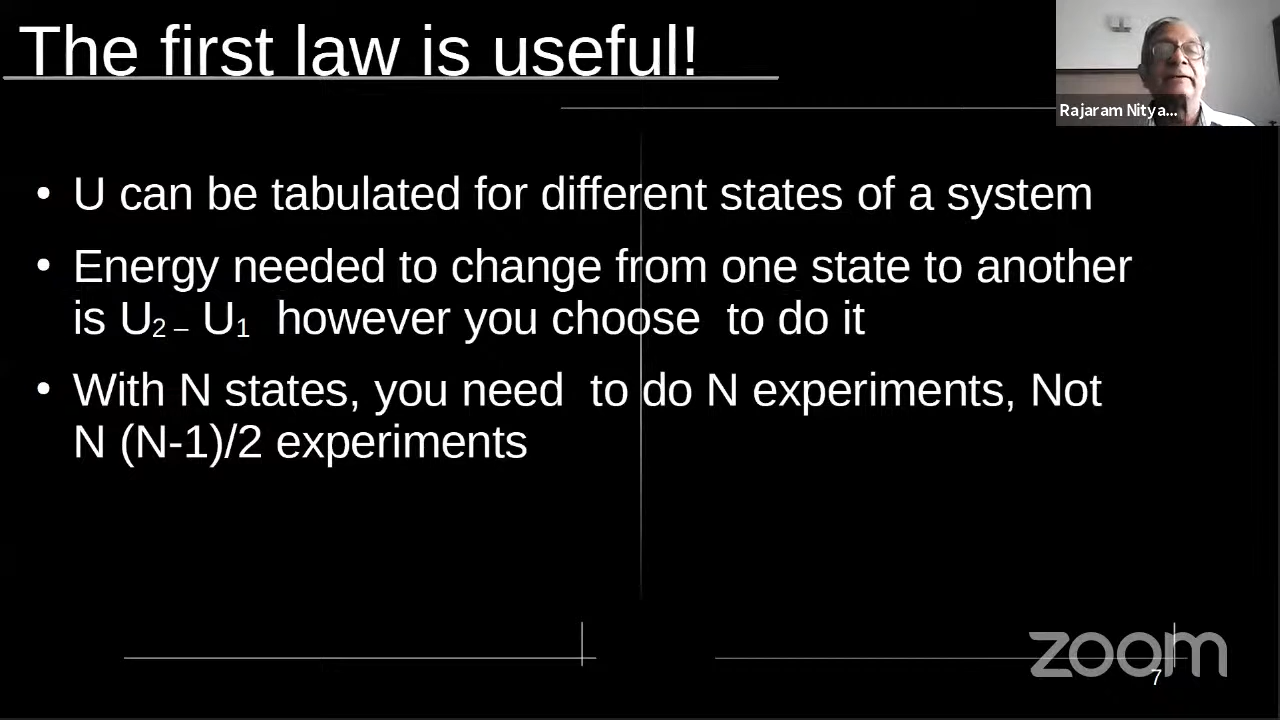 The first law is useful!
Rajaram Nitya...
• U can be tabulated for different states of a system
• Energy needed to change from one state to another
is U₂ – U₁ however you choose to do it
• With N states, you need to do N experiments, Not
N (N-1)/2 experiments
zoom
7